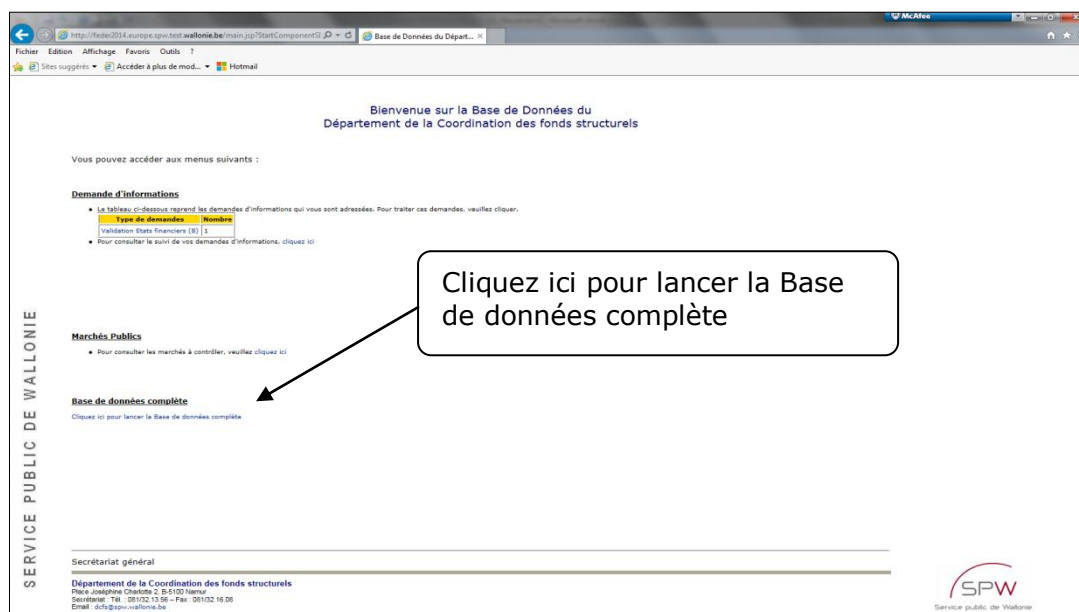 McAfee
http://feder2014.europe.spw.test.wallonie.be/main.jsp?StartComponentSI
Base de Données du Départ... ×
Fichier Edition Affichage Favoris Outils ?
Sites suggérés Accéder à plus de mod... Hotmail
Bienvenue sur la Base de Données du
Département de la Coordination des fonds structurels
Vous pouvez accéder aux menus suivants :
Demande d'informations
• Le tableau ci-dessous reprend les demandes d'informations qui vous sont adressées. Pour traiter ces demandes, veuillez cliquer.
Type de demandes Nombre
Validation Etats financiers (B) 1
• Pour consulter le suivi de vos demandes d'informations, cliquez ici
Cliquez ici pour lancer la Base
de données complète
Marchés Publics
• Pour consulter les marchés à contrôler, veuillez cliquez ici
Base de données complète
Cliquez ici pour lancer la Base de données complète
SERVICE PUBLIC DE WALLONIE
Secrétariat général
Département de la Coordination des fonds structurels
Place Joséphine Charlotte 2, B-5100 Namur
Secrétariat : Tél. : 081/32.13.56 – Fax : 081/32.16.08
Email : dcfs@spw.wallonie.be
SPW
Service public de Wallonie